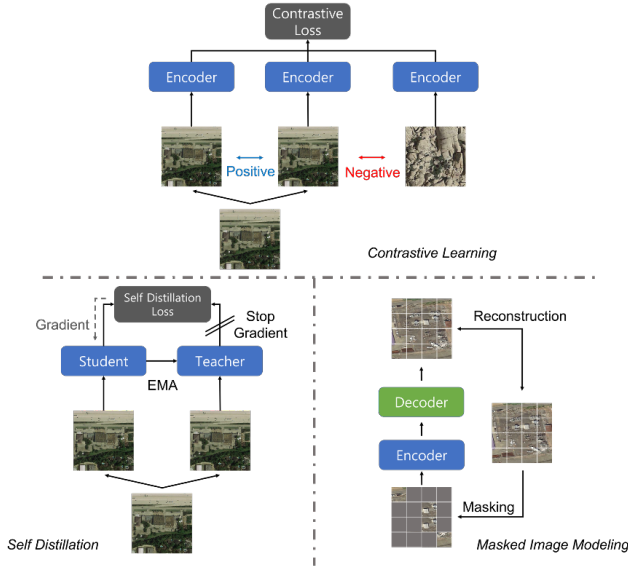 Contrastive
Loss
Encoder
Encoder
Encoder
Positive
Negative
Contrastive Learning
Self Distillation
Loss
Stop
Gradient
Gradient
Student
Teacher
EMA
Self Distillation
Reconstruction
Decoder
Encoder
Masking
Masked Image Modeling